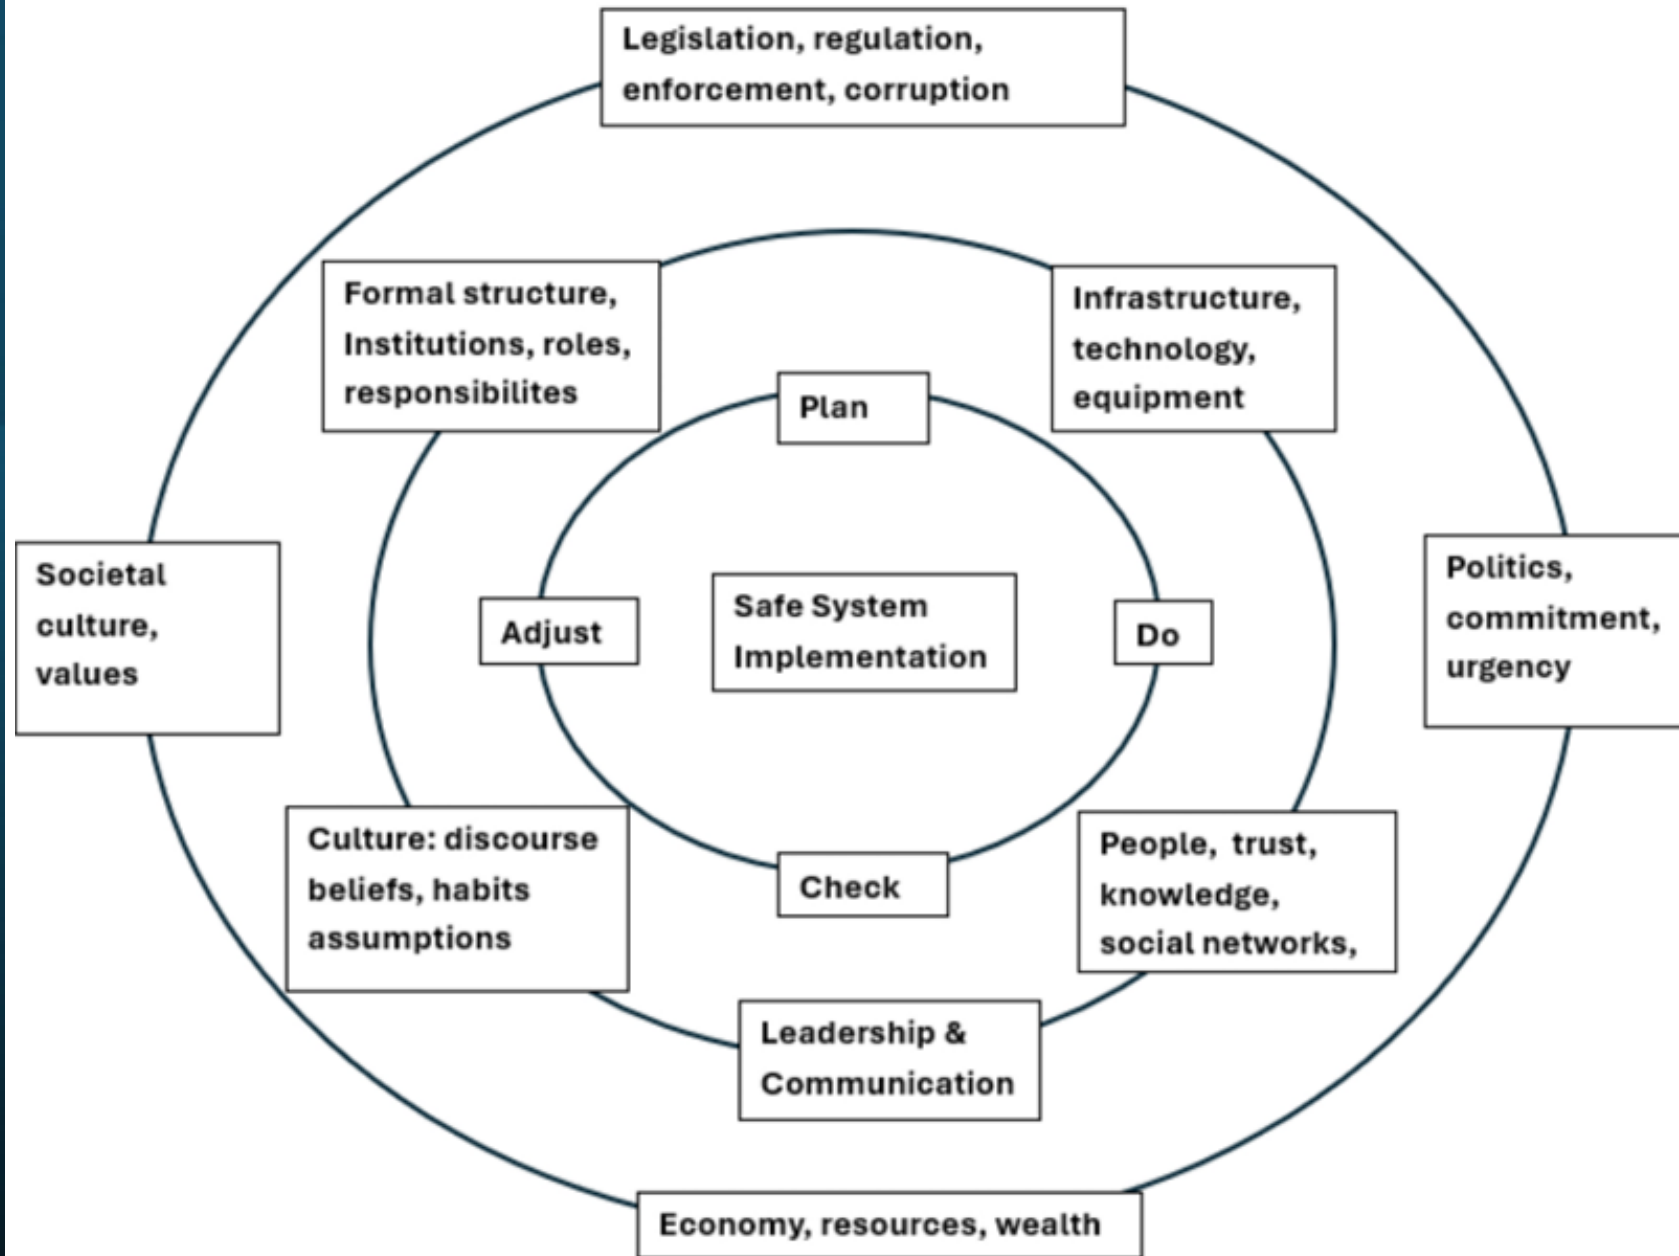 Legislation, regulation,
enforcement, corruption
Formal structure,
Institutions, roles,
responsibilites
Infrastructure,
technology,
equipment
Plan
Societal
culture,
values
Adjust
Safe System
Implementation
Do
Politics,
commitment,
urgency
Culture: discourse
beliefs, habits
assumptions
Check
People, trust,
knowledge,
social networks,
Leadership &
Communication
Economy, resources, wealth